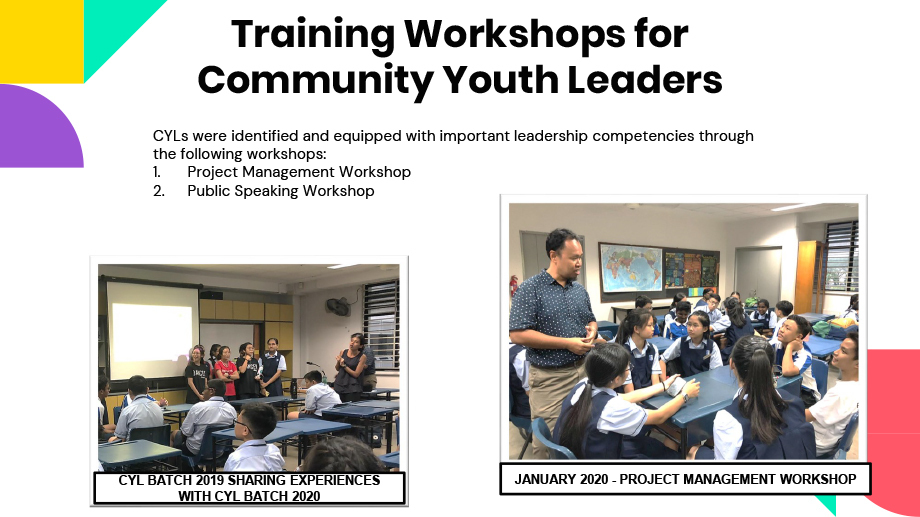 Training Workshops for
Community Youth Leaders
CYLs were identified and equipped with important leadership competencies through
the following workshops:
1. Project Management Workshop
2. Public Speaking Workshop
CYL BATCH 2019 SHARING EXPERIENCES
WITH CYL BATCH 2020
JANUARY 2020 - PROJECT MANAGEMENT WORKSHOP